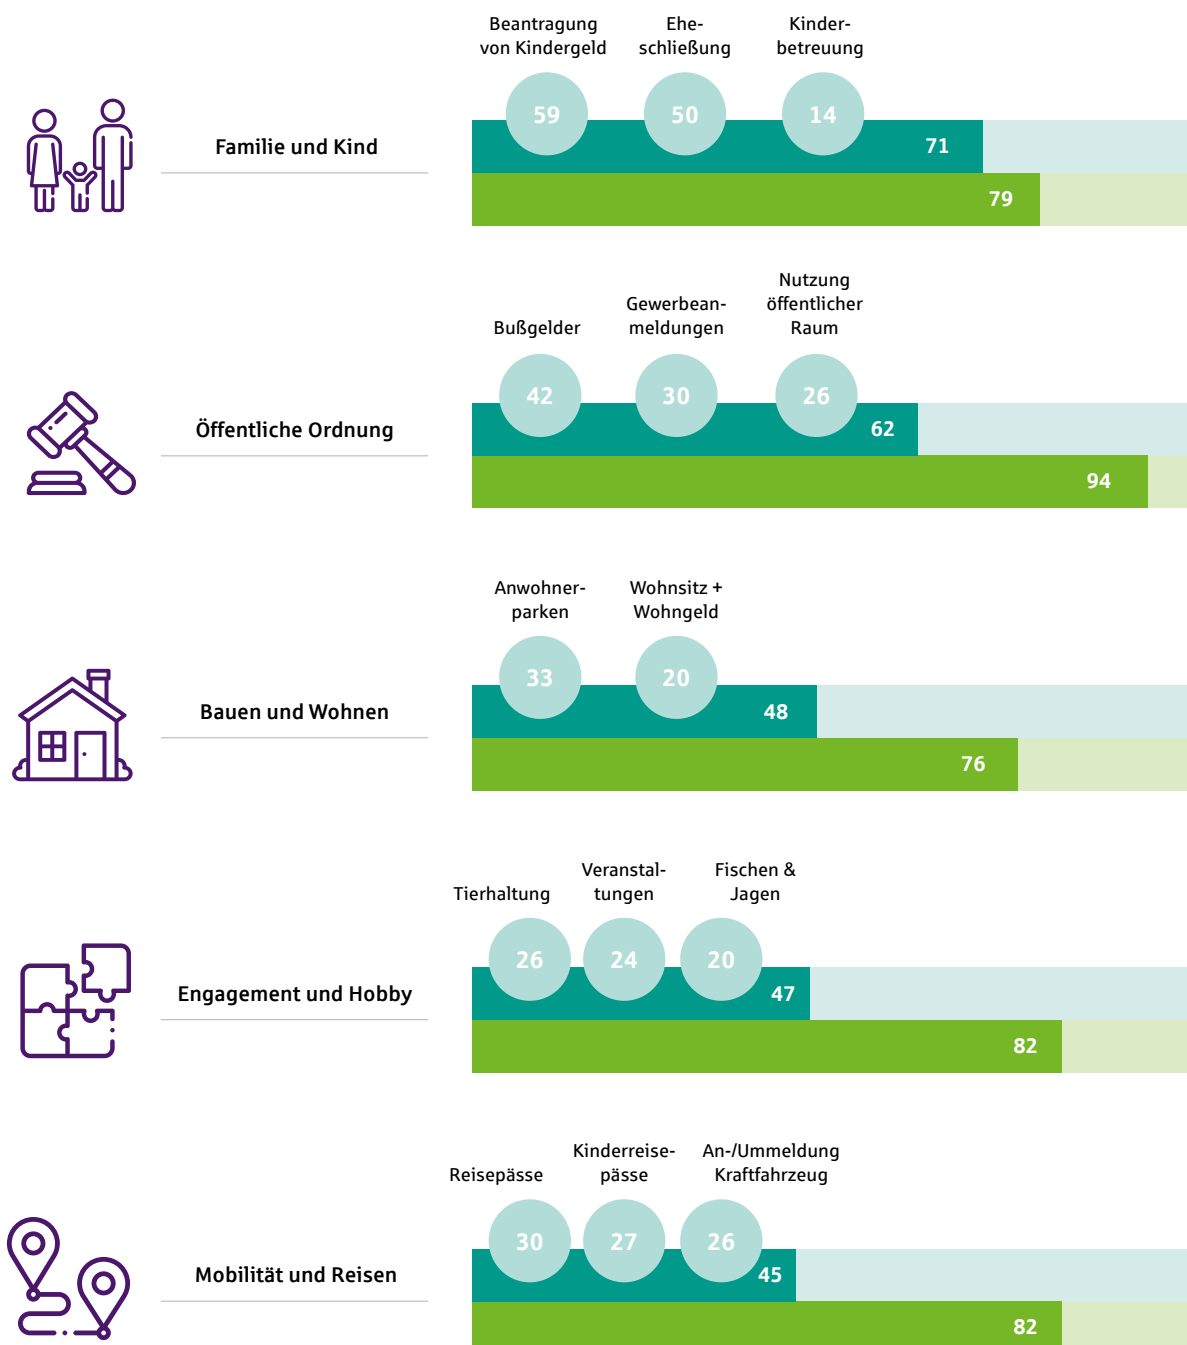 Beantragung
von Kindergeld
Ehe-
schließung
Kinder-
betreuung
59
50
14
Familie und Kind
71
79
Bußgelder
Gewerbean-
meldungen
Nutzung
öffentlicher
Raum
42
30
26
Öffentliche Ordnung
62
94
Anwohner-
parken
Wohnsitz +
Wohngeld
33
20
Bauen und Wohnen
48
76
Tierhaltung
Veranstal-
tungen
Fischen &
Jagen
26
24
20
Engagement und Hobby
47
82
Reisepässe
Kinderreise-
pässe
An-/Ummeldung
Kraftfahrzeug
30
27
26
Mobilität und Reisen
45
82